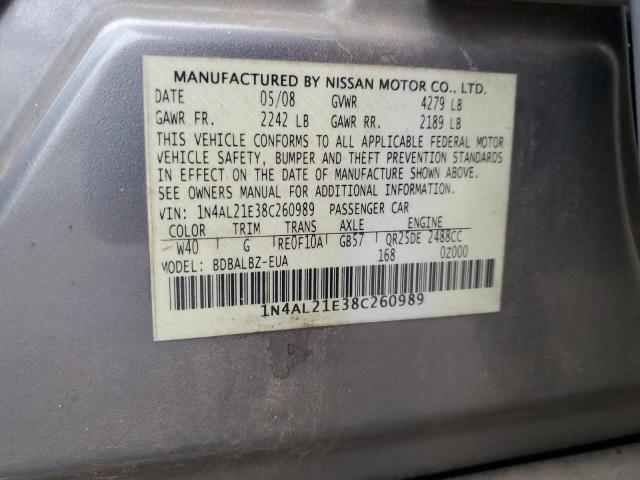 MANUFACTURED BY NISSAN MOTOR CO., LTD.
DATE 05/08 GVWR 4279 LB
GAWR FR. 2242 LB GAWR RR. 2189 LB
THIS VEHICLE CONFORMS TO ALL APPLICABLE FEDERAL MOTOR
VEHICLE SAFETY, BUMPER AND THEFT PREVENTION STANDARDS
IN EFFECT ON THE DATE OF MANUFACTURE SHOWN ABOVE.
SEE OWNERS MANUAL FOR ADDITIONAL INFORMATION.
VIN: 1N4AL21E38C260989 PASSENGER CAR
COLOR TRIM TRANS AXLE ENGINE
W40 G RE0F10A GB57 QR25DE 2488CC
MODEL: BDBALBZ-EUA 168 0Z000
1N4AL21E38C260989